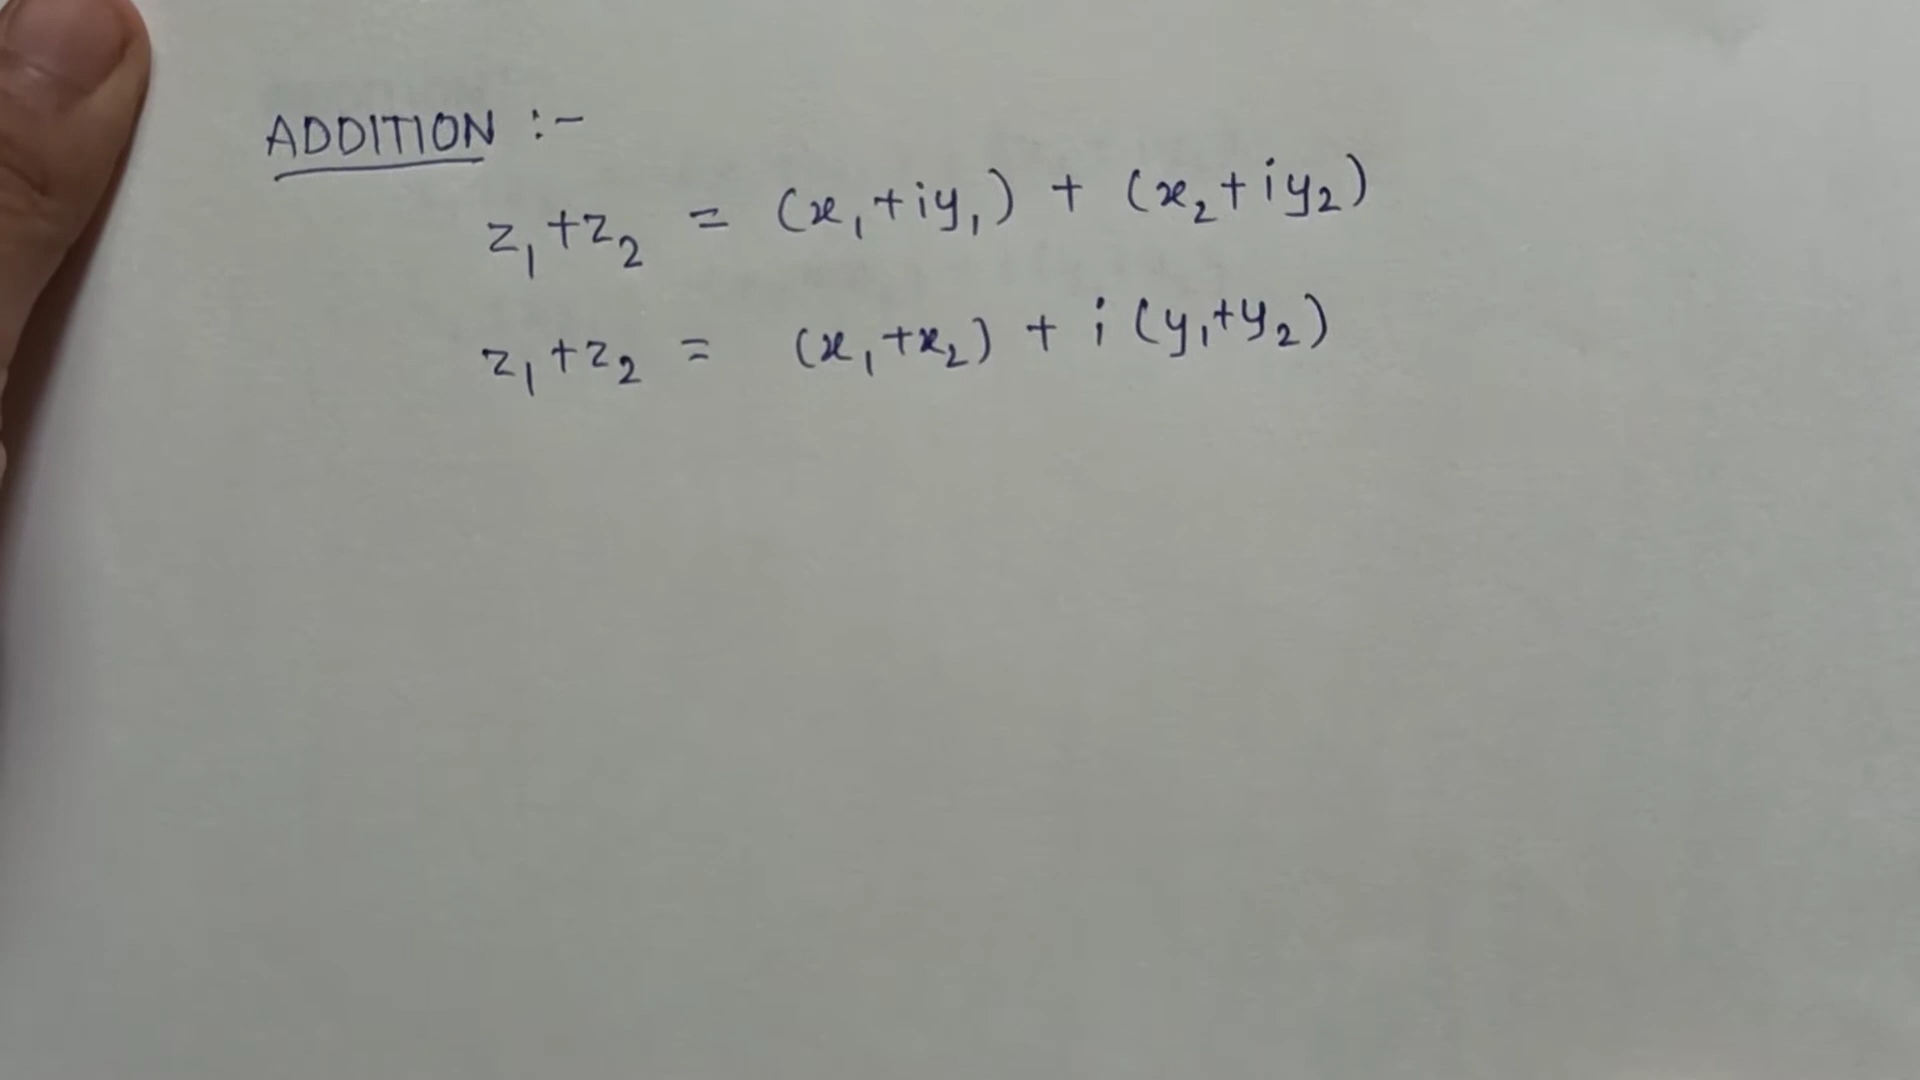 ADDITION :-
z₁+z₂ = (x₁+iy₁) + (x₂+iy₂)
z₁+z₂ = (x₁+x₂) + i (y₁+y₂)